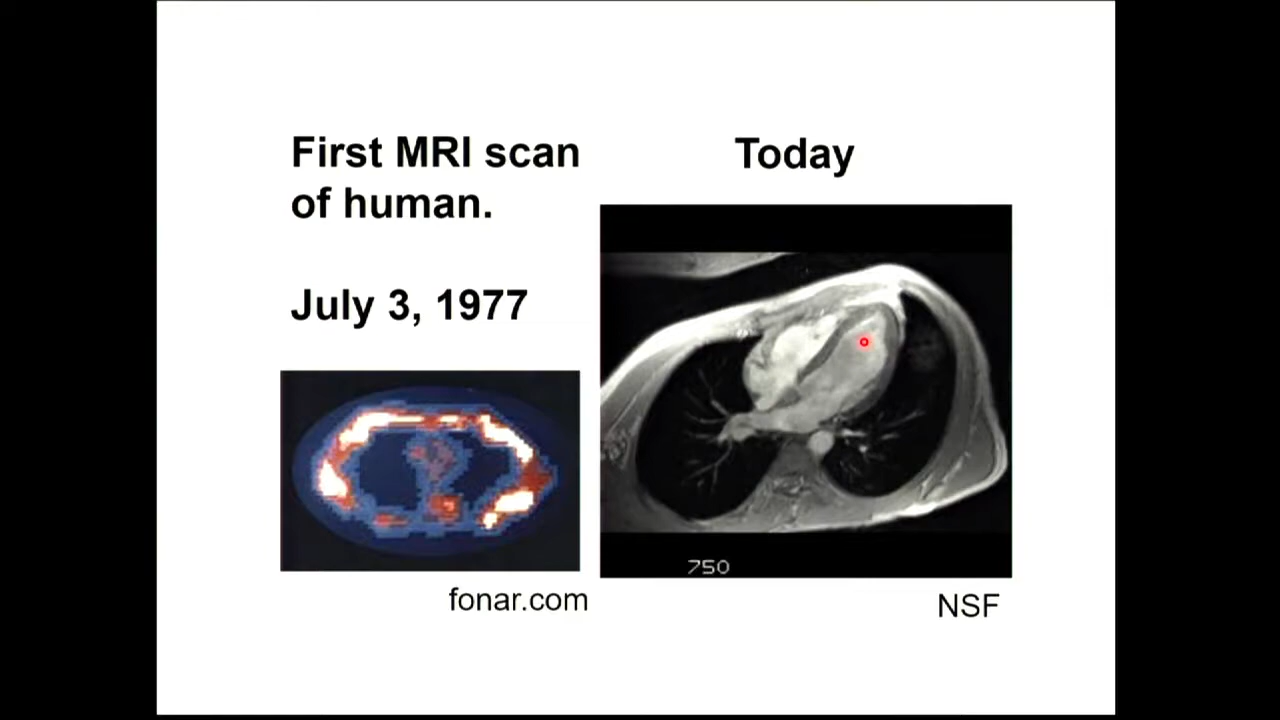 First MRI scan
of human.
July 3, 1977
Today
750
fonar.com
NSF